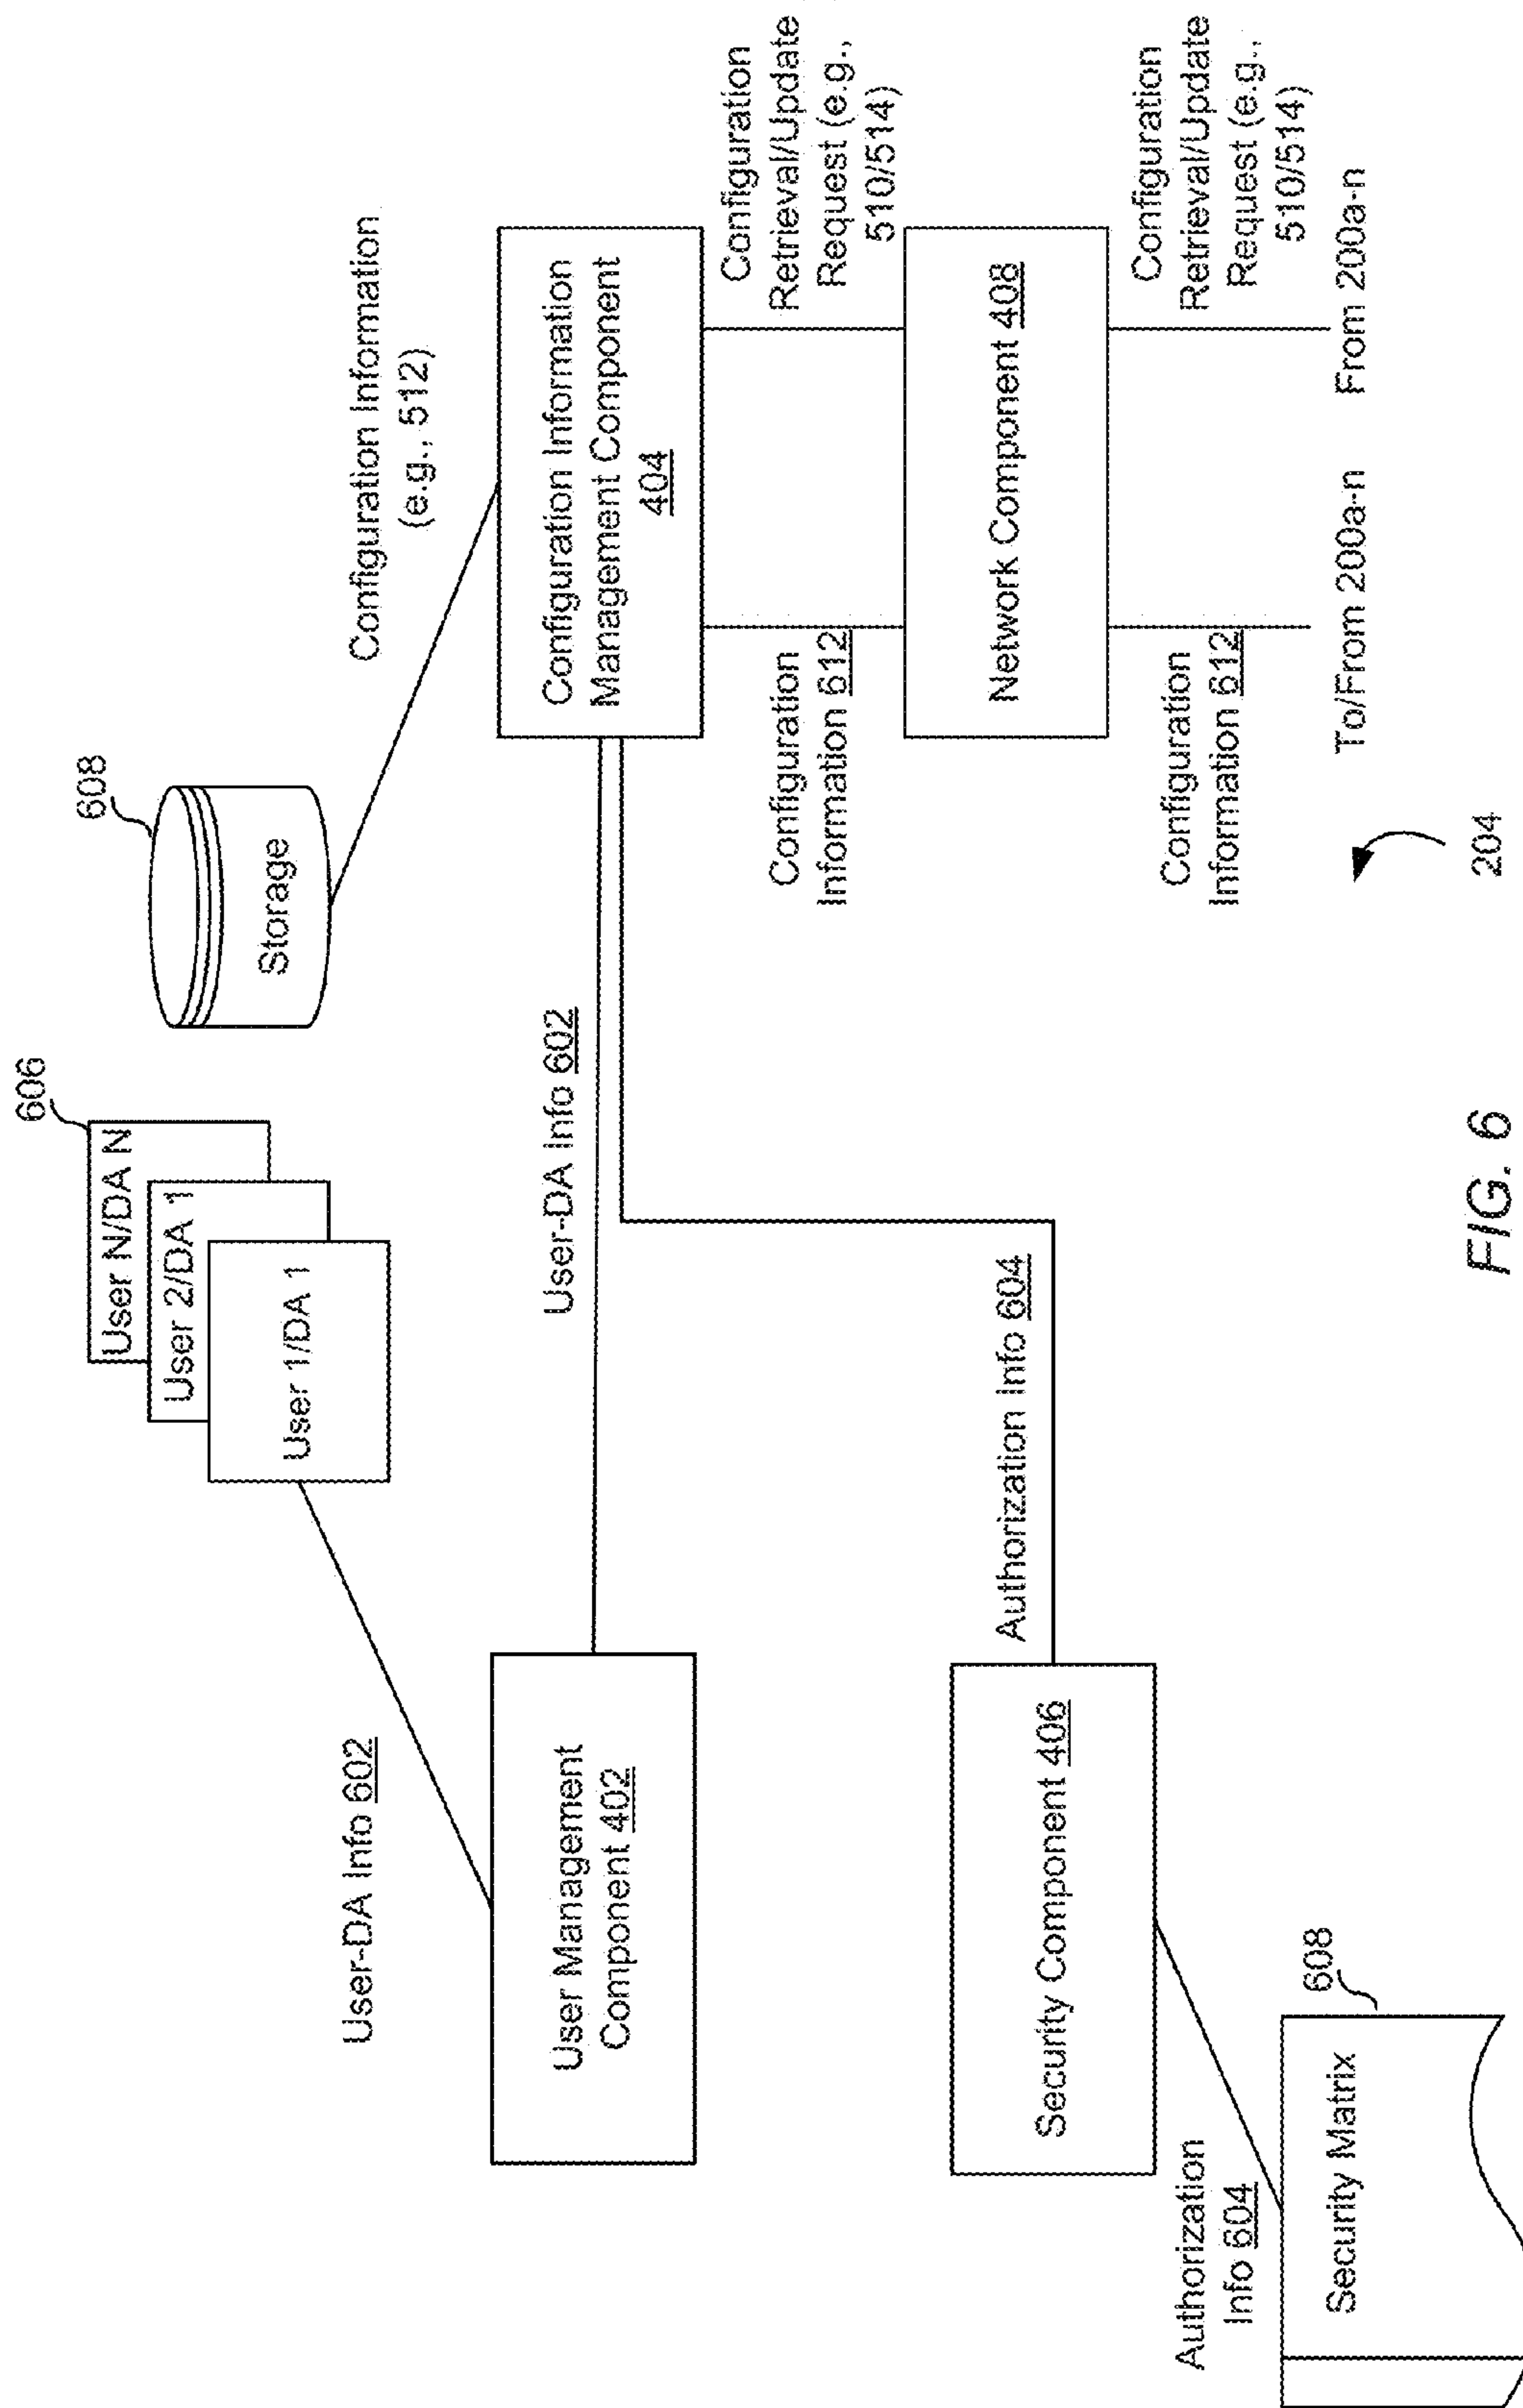 606
User N/DA N
User 2/DA 1
User 1/DA 1
608
Storage
Configuration Information
(e.g., 512)
User-DA Info 602
User Management
Component 402
User-DA Info 602
Configuration Information
Management Component
404
Configuration
Information 612
Configuration
Retrieval/Update
Request (e.g.,
510/514)
Authorization Info 604
Security Component 406
Network Component 408
Authorization
Info 604
Configuration
Information 612
Configuration
Retrieval/Update
Request (e.g.,
510/514)
608
Security Matrix
To/From 200a-n
From 200a-n
204
FIG. 6